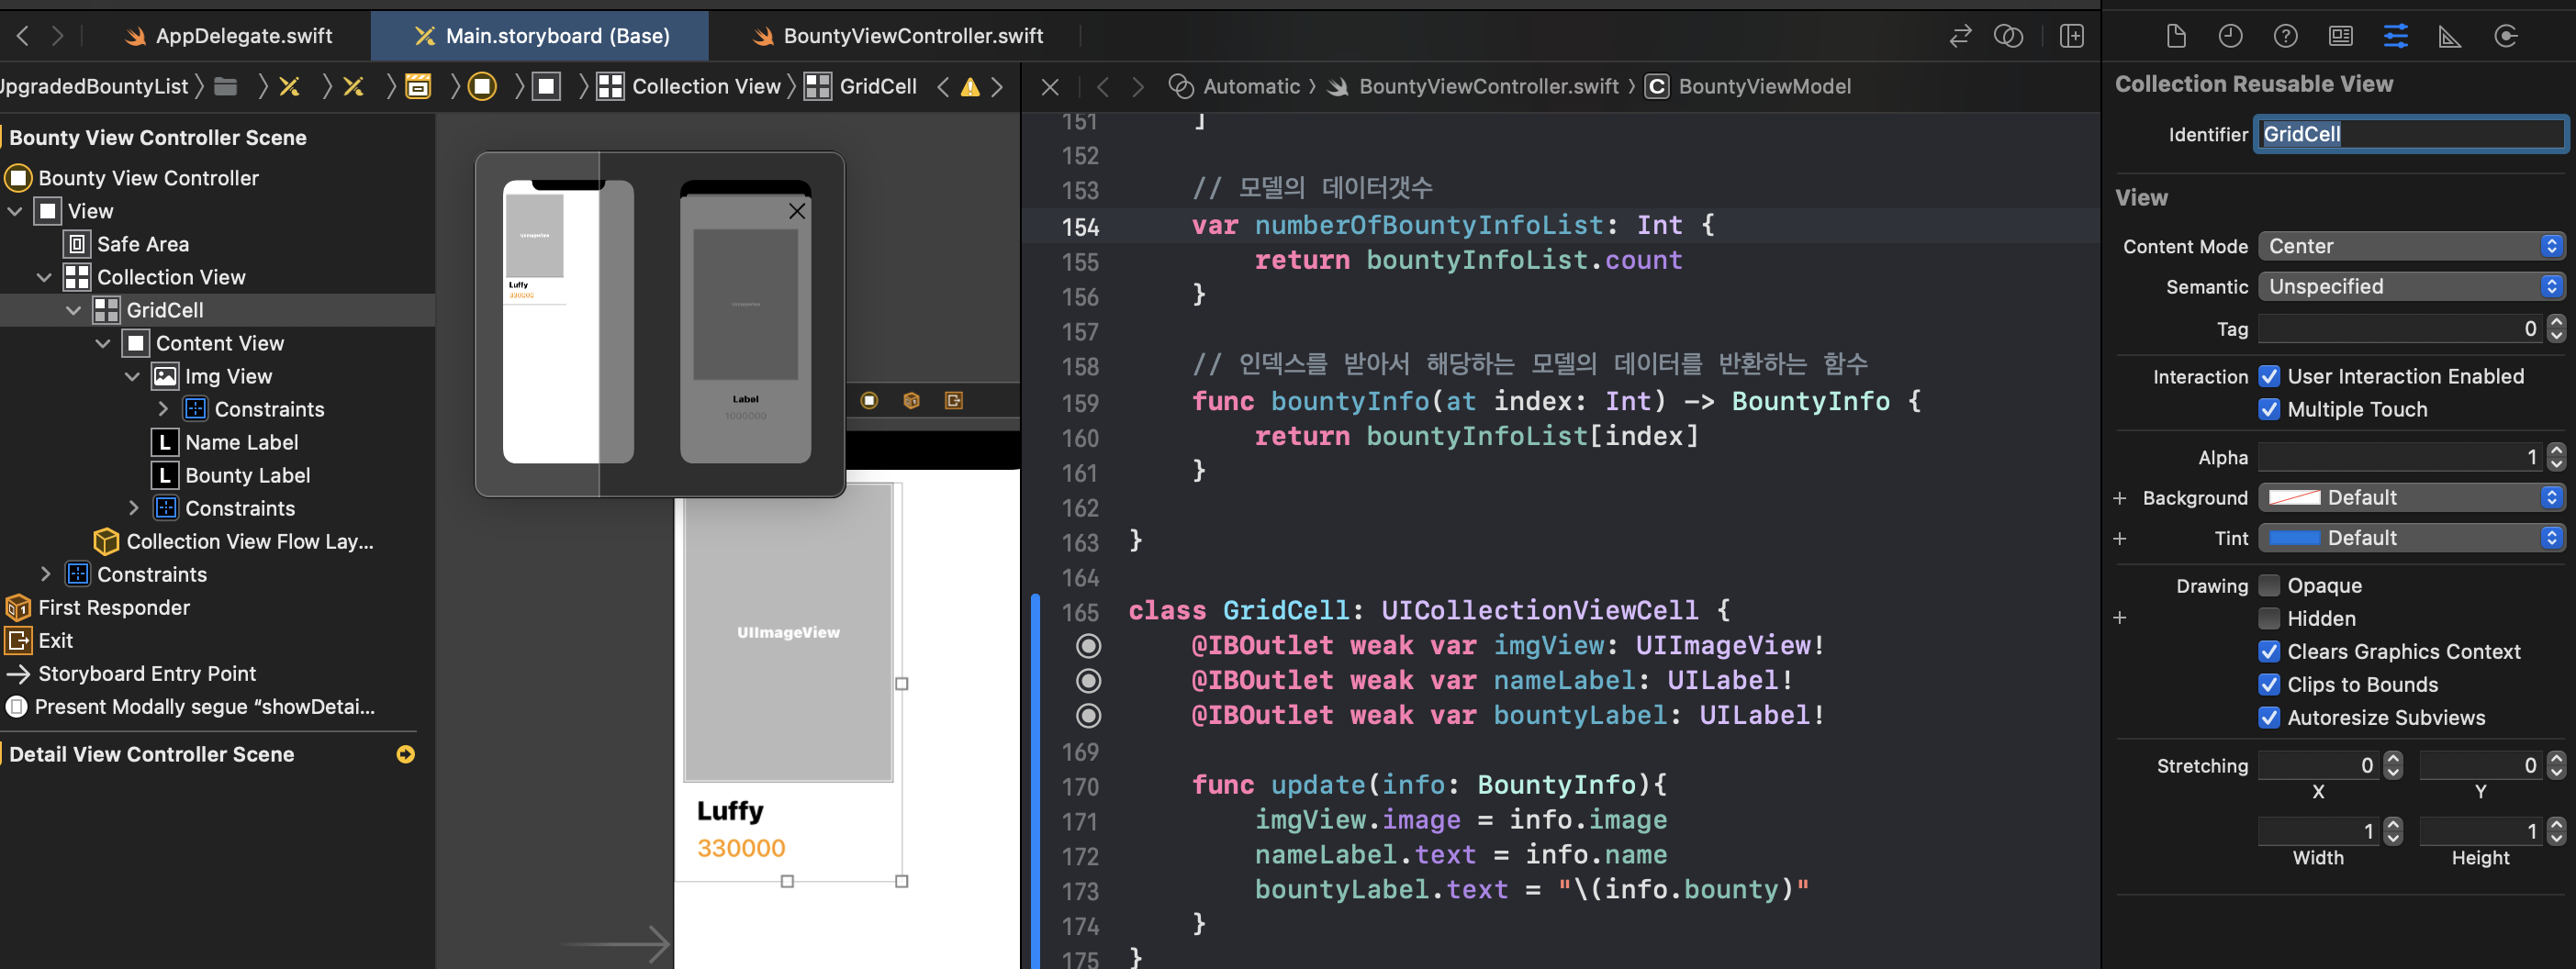 AppDelegate.swift
Main.storyboard (Base)
BountyViewController.swift
UpgradedBountyList
Collection View
GridCell
Bounty View Controller Scene
Bounty View Controller
View
Safe Area
Collection View
GridCell
Content View
Img View
Constraints
Name Label
Bounty Label
Constraints
Collection View Flow Lay...
Constraints
First Responder
Exit
Storyboard Entry Point
Present Modally segue “showDetai...
Detail View Controller Scene
Luffy
330000
Label
1000000
UIImageView
Luffy
330000
Automatic
BountyViewController.swift
C BountyViewModel
151 ]
152
153 // 모델의 데이터갯수
154 var numberOfBountyInfoList: Int {
155 return bountyInfoList.count
156 }
157
158 // 인덱스를 받아서 해당하는 모델의 데이터를 반환하는 함수
159 func bountyInfo(at index: Int) -> BountyInfo {
160 return bountyInfoList[index]
161 }
162
163 }
164
165 class GridCell: UICollectionViewCell {
@IBOutlet weak var imgView: UIImageView!
@IBOutlet weak var nameLabel: UILabel!
@IBOutlet weak var bountyLabel: UILabel!
169
170 func update(info: BountyInfo){
171 imgView.image = info.image
172 nameLabel.text = info.name
173 bountyLabel.text = "\(info.bounty)"
174 }
175 }
Collection Reusable View
Identifier GridCell
View
Content Mode Center
Semantic Unspecified
Tag 0
Interaction User Interaction Enabled
Multiple Touch
Alpha 1
+ Background Default
+ Tint Default
Drawing Opaque
+ Hidden
Clears Graphics Context
Clips to Bounds
Autoresize Subviews
Stretching 0 0
X Y
1 1
Width Height